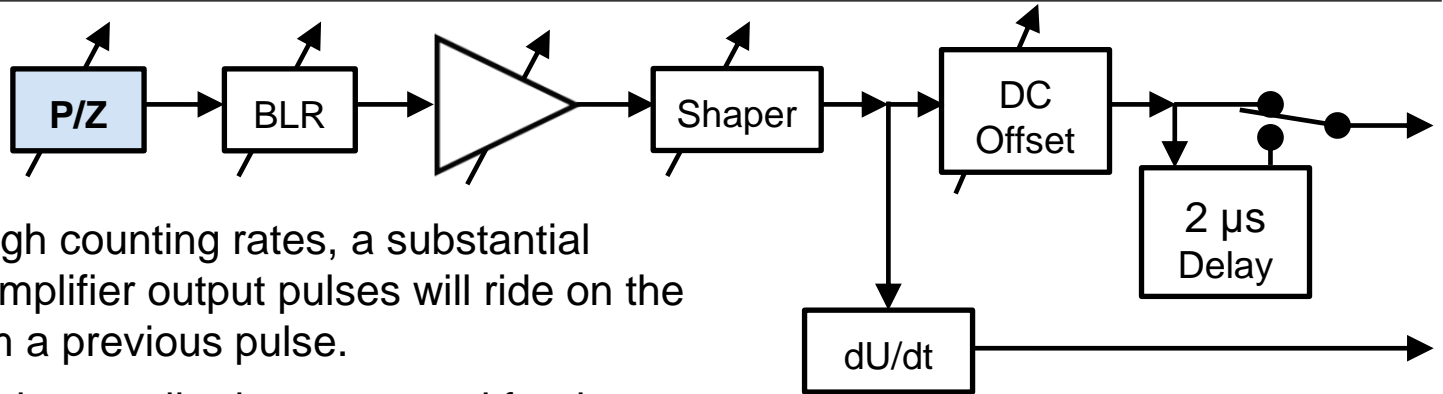 P/Z
BLR
Shaper
DC
Offset
2 µs
Delay
gh counting rates, a substantial
mplifier output pulses will ride on the
n a previous pulse.
dU/dt